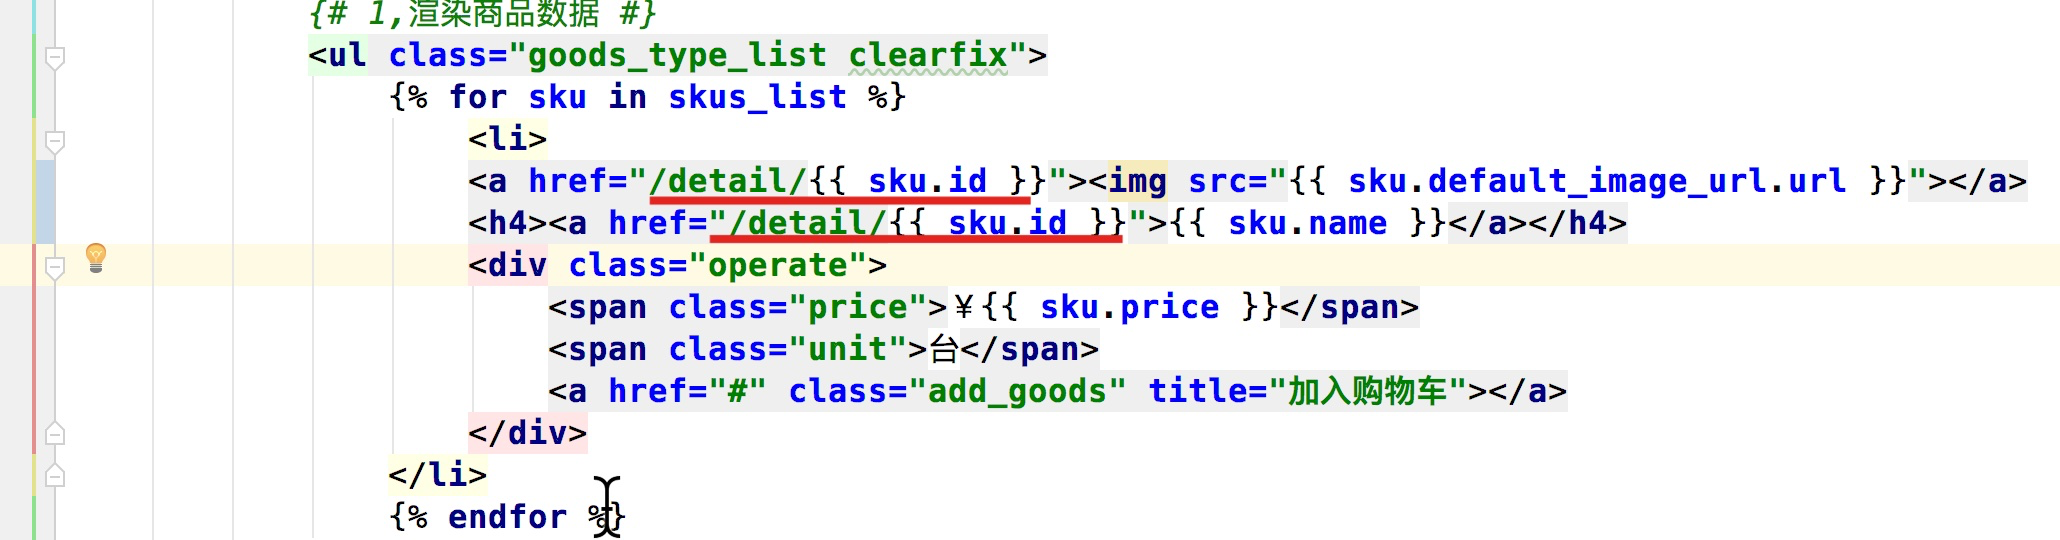 {# 1,渲染商品数据 #}
<ul class="goods_type_list clearfix">
{% for sku in skus_list %}
<li>
<a href="/detail/{{ sku.id }}"><img src="{{ sku.default_image_url.url }}"></a>
<h4><a href="/detail/{{ sku.id }}">{{ sku.name }}</a></h4>
<div class="operate">
<span class="price">¥{{ sku.price }}</span>
<span class="unit">台</span>
<a href="#" class="add_goods" title="加入购物车"></a>
</div>
</li>
{% endfor %}